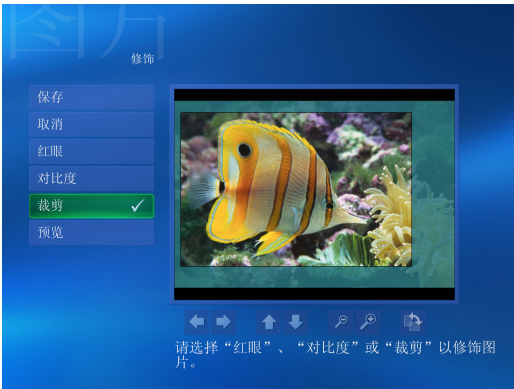 图片
修饰
保存
取消
红眼
对比度
裁剪
预览
请选择“红眼”、“对比度”或“裁剪”以修饰图
片。